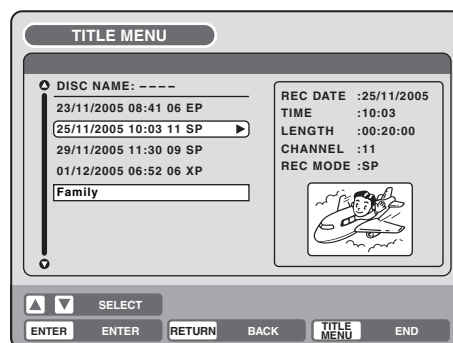 TITLE MENU
DISC NAME: ----
23/11/2005 08:41 06 EP
25/11/2005 10:03 11 SP
29/11/2005 11:30 09 SP
01/12/2005 06:52 06 XP
Family
REC DATE :25/11/2005
TIME :10:03
LENGTH :00:20:00
CHANNEL :11
REC MODE :SP
SELECT
ENTER ENTER RETURN BACK TITLE MENU END